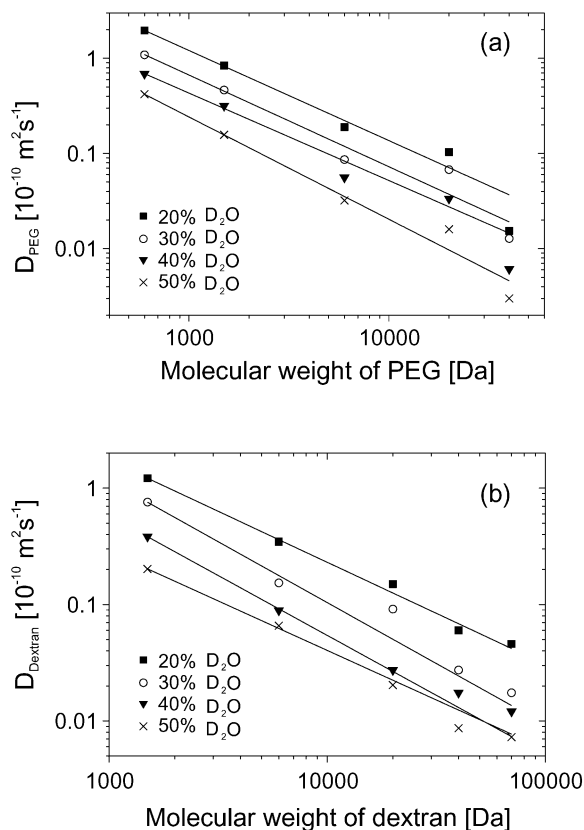 (a)
1
0.1
0.01
D_PEG [10⁻¹⁰ m²s⁻¹]
■ 20% D₂O
○ 30% D₂O
▼ 40% D₂O
× 50% D₂O
1000 10000
Molecular weight of PEG [Da]
(b)
1
0.1
0.01
D_Dextran [10⁻¹⁰ m²s⁻¹]
■ 20% D₂O
○ 30% D₂O
▼ 40% D₂O
× 50% D₂O
1000 10000 100000
Molecular weight of dextran [Da]